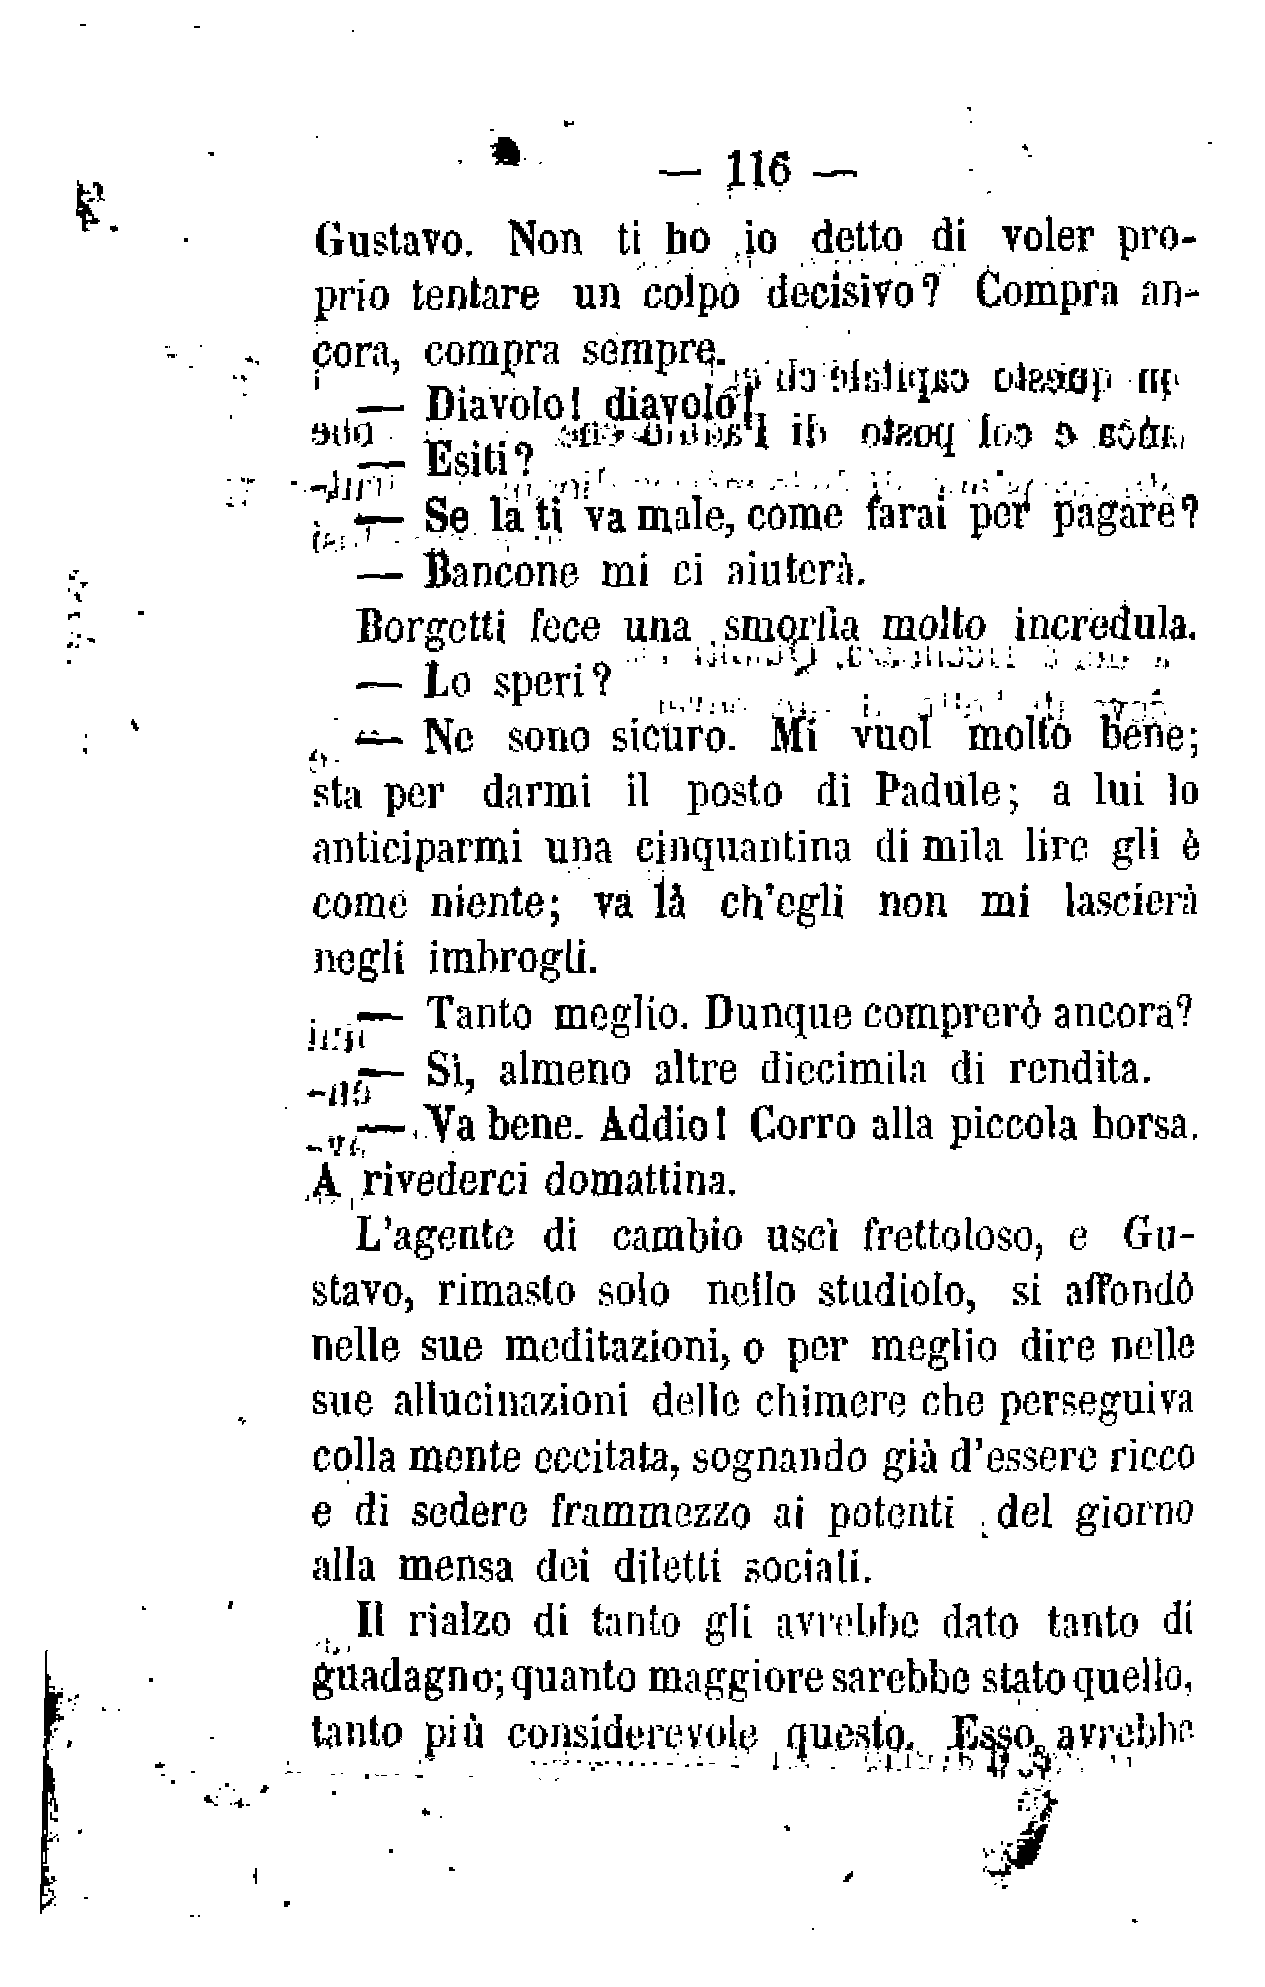 — 116 —
Gustavo. Non ti ho io detto di voler pro-
prio tentare un colpo decisivo? Compra an-
cora, compra sempre.
— Diavolo! diavolo!
— Esiti?
— Se la ti va male, come farai per pagare?
— Bancone mi ci aiuterà.
Borgetti fece una smorfia molto incredula.
— Lo speri?
— Ne sono sicuro. Mi vuol molto bene;
sta per darmi il posto di Padule; a lui lo
anticiparmi una cinquantina di mila lire gli è
come niente; va là ch'egli non mi lascierà
negli imbrogli.
— Tanto meglio. Dunque comprerò ancora?
— Sì, almeno altre diecimila di rendita.
— Va bene. Addio! Corro alla piccola borsa.
A rivederci domattina.
L'agente di cambio uscì frettoloso, e Gu-
stavo, rimasto solo nello studiolo, si affondò
nelle sue meditazioni, o per meglio dire nelle
sue allucinazioni delle chimere che perseguiva
colla mente eccitata, sognando già d'essere ricco
e di sedere frammezzo ai potenti del giorno
alla mensa dei diletti sociali.
Il rialzo di tanto gli avrebbe dato tanto di
guadagno; quanto maggiore sarebbe stato quello,
tanto più considerevole questo. Esso avrebbe